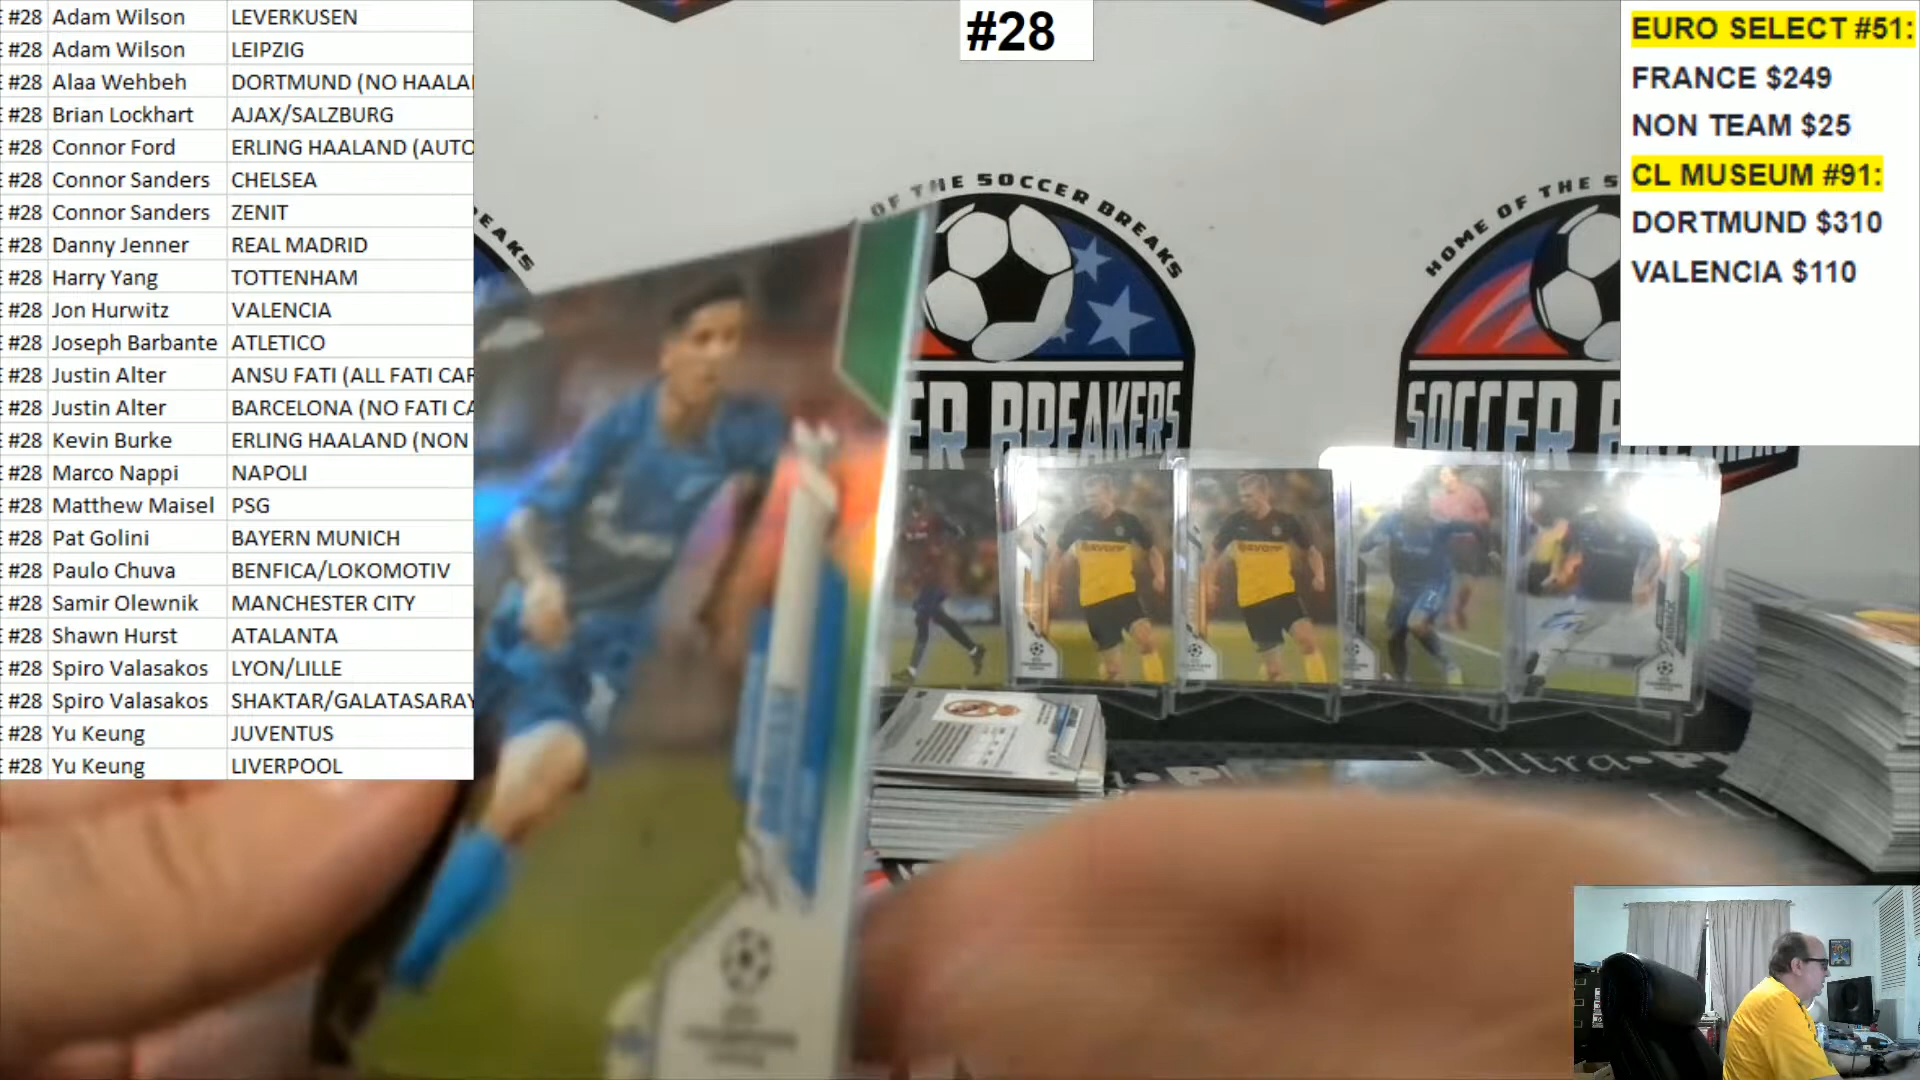 E #28 Adam Wilson LEVERKUSEN
E #28 Adam Wilson LEIPZIG
E #28 Alaa Wehbeh DORTMUND (NO HAALA
E #28 Brian Lockhart AJAX/SALZBURG
E #28 Connor Ford ERLING HAALAND (AUTO
E #28 Connor Sanders CHELSEA
E #28 Connor Sanders ZENIT
E #28 Danny Jenner REAL MADRID
E #28 Harry Yang TOTTENHAM
E #28 Jon Hurwitz VALENCIA
E #28 Joseph Barbante ATLETICO
E #28 Justin Alter ANSU FATI (ALL FATI CAR
E #28 Justin Alter BARCELONA (NO FATI CA
E #28 Kevin Burke ERLING HAALAND (NON
E #28 Marco Nappi NAPOLI
E #28 Matthew Maisel PSG
E #28 Pat Golini BAYERN MUNICH
E #28 Paulo Chuva BENFICA/LOKOMOTIV
E #28 Samir Olewnik MANCHESTER CITY
E #28 Shawn Hurst ATALANTA
E #28 Spiro Valasakos LYON/LILLE
E #28 Spiro Valasakos SHAKTAR/GALATASARAY
E #28 Yu Keung JUVENTUS
E #28 Yu Keung LIVERPOOL
#28
EURO SELECT #51:
FRANCE $249
NON TEAM $25
CL MUSEUM #91:
DORTMUND $310
VALENCIA $110
EAKS
OF THE SOCCER BREAKS
ER BREAKERS
HOME OF THE S
SOCCER B
Ultra